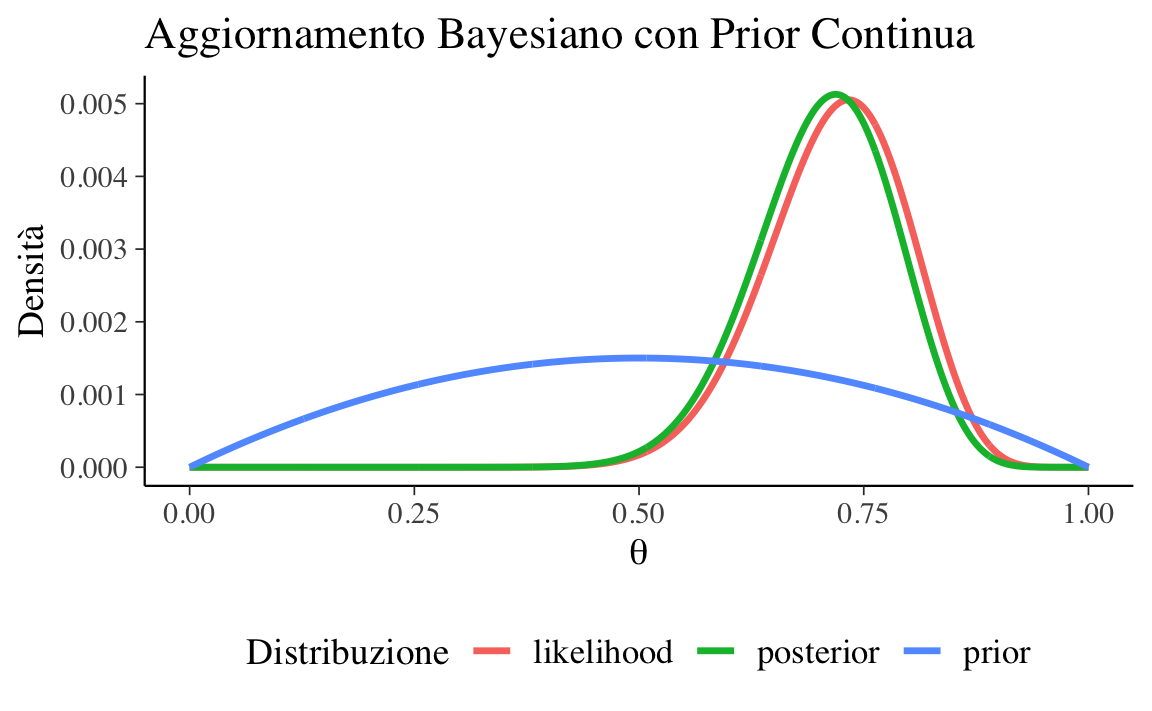 Aggiornamento Bayesiano con Prior Continua
Densità
0.005
0.004
0.003
0.002
0.001
0.000
0.00 0.25 0.50 0.75 1.00
θ
Distribuzione likelihood posterior prior